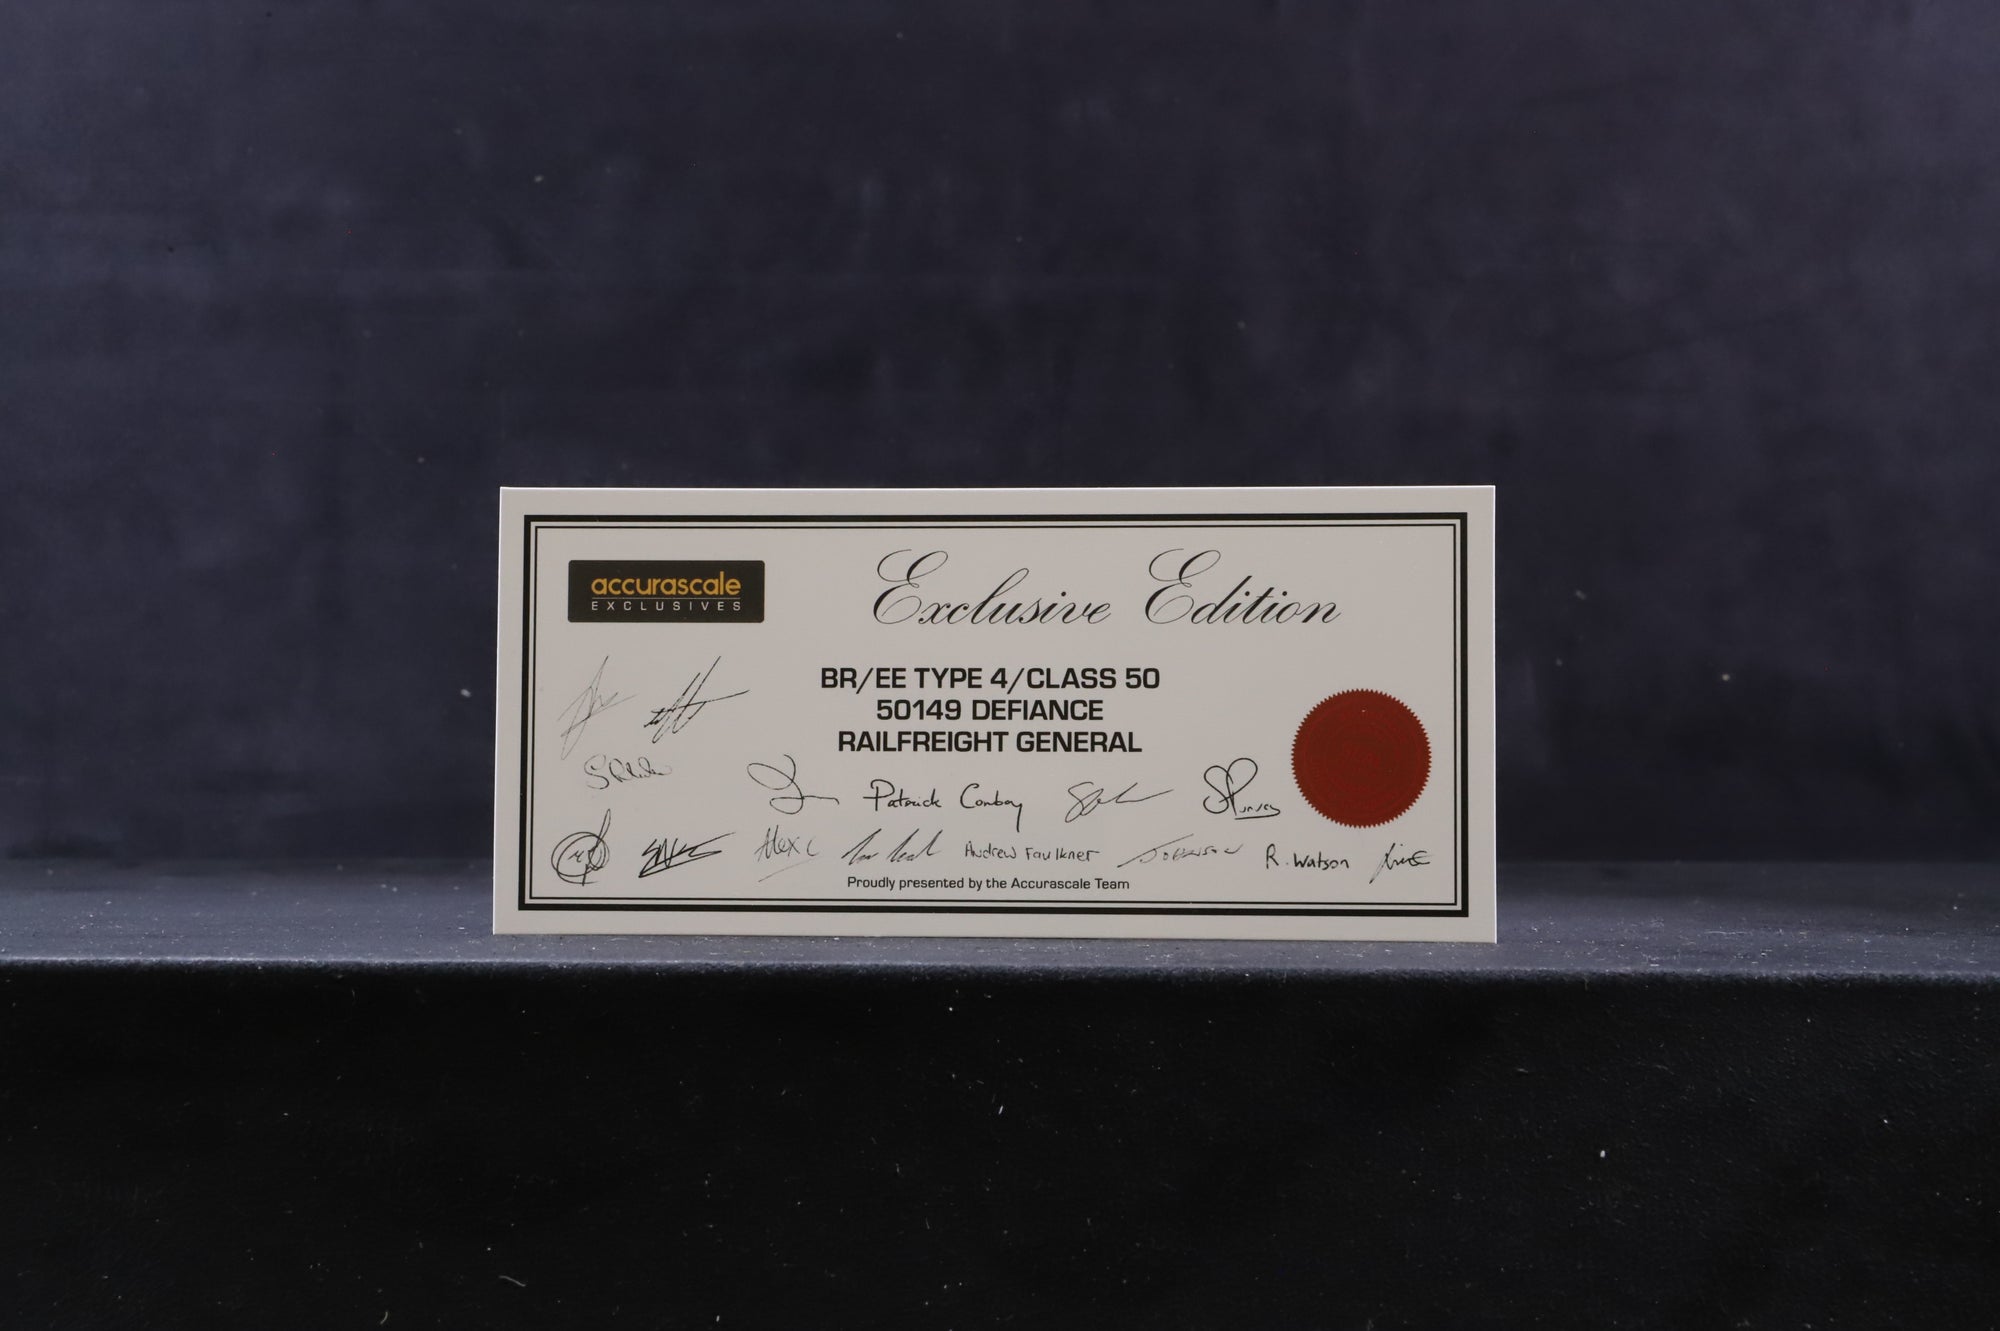 accurascale
EXCLUSIVES
Exclusive Edition
BR/EE TYPE 4/CLASS 50
50149 DEFIANCE
RAILFREIGHT GENERAL
Patrick Conboy
Alex C
Andrew Faulkner
JOHNSON
R. Watson
Proudly presented by the Accurascale Team